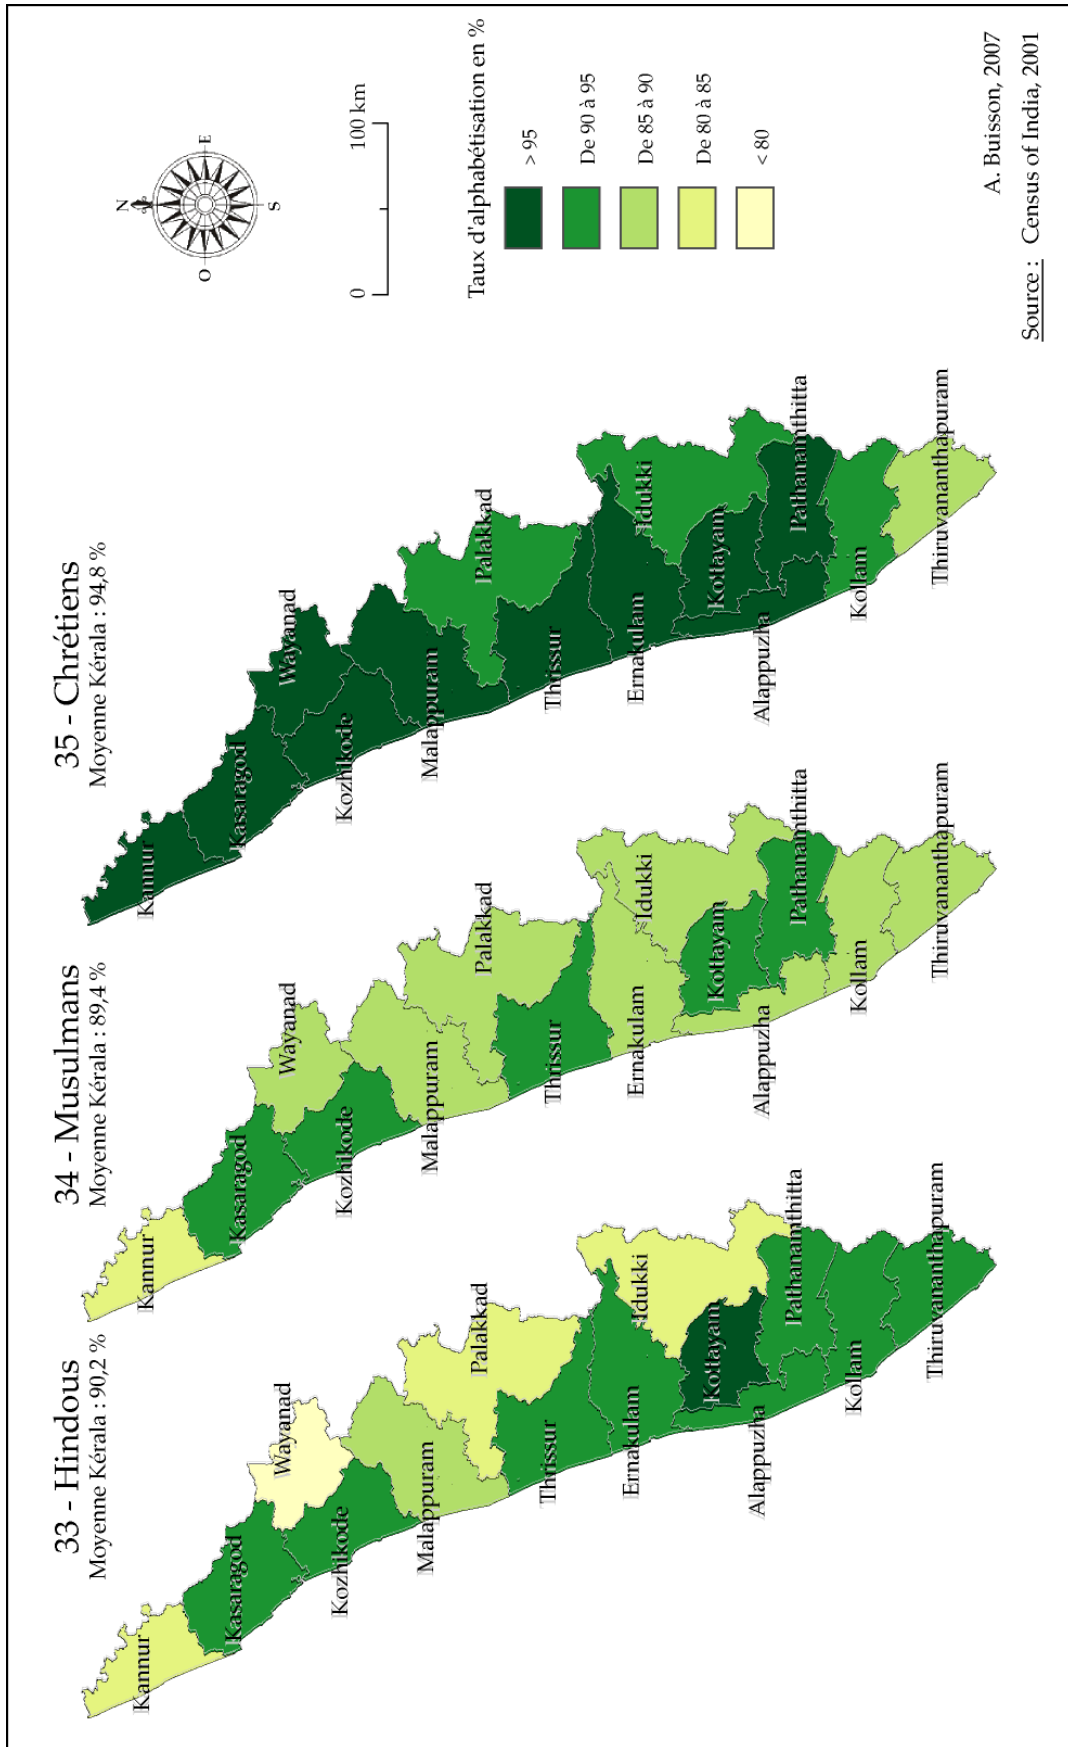 33 - Hindous
Moyenne Kérala : 90,2 %
Kannur
Kasaragod
Wayanad
Kozhikode
Malappuram
Palakkad
Thrissur
Ernakulam
Idukki
Kottayam
Alappuzha
Pathanamthitta
Kollam
Thiruvananthapuram
34 - Musulmans
Moyenne Kérala : 89,4 %
Kannur
Kasaragod
Wayanad
Kozhikode
Malappuram
Palakkad
Thrissur
Ernakulam
Idukki
Kottayam
Alappuzha
Pathanamthitta
Kollam
Thiruvananthapuram
35 - Chrétiens
Moyenne Kérala : 94,8 %
Kannur
Kasaragod
Wayanad
Kozhikode
Malappuram
Palakkad
Thrissur
Ernakulam
Idukki
Kottayam
Alappuzha
Pathanamthitta
Kollam
Thiruvananthapuram
N
O
E
S
0
100 km
Taux d'alphabétisation en %
> 95
De 90 à 95
De 85 à 90
De 80 à 85
< 80
A. Buisson, 2007
Source : Census of India, 2001